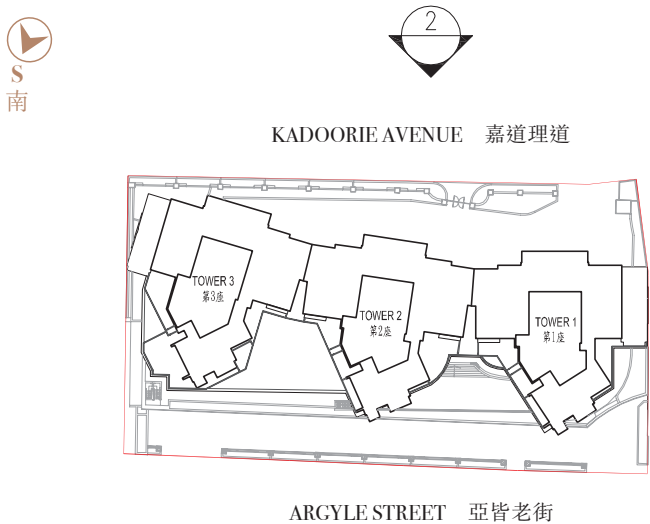 2
S
南
KADOORIE AVENUE 嘉道理道
TOWER 3
第3座
TOWER 2
第2座
TOWER 1
第1座
ARGYLE STREET 亞皆老街